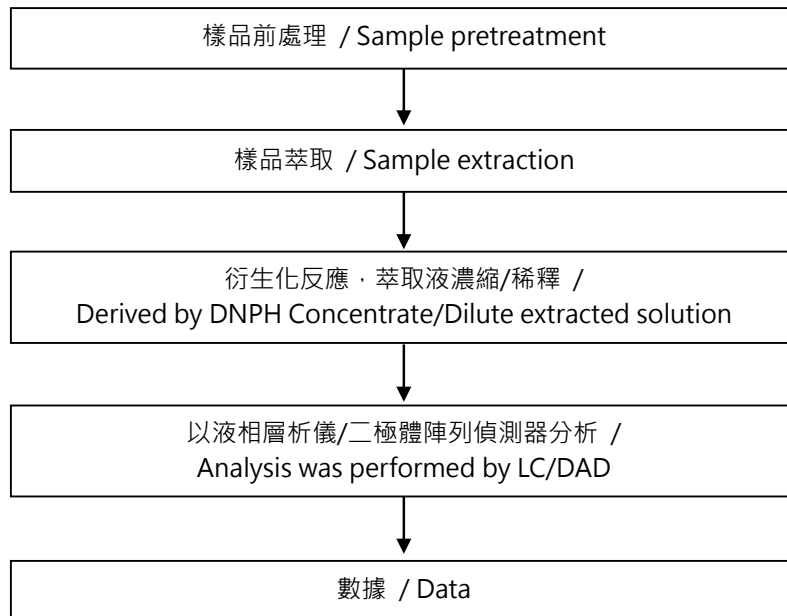 樣品前處理 / Sample pretreatment
樣品萃取 / Sample extraction
衍生化反應，萃取液濃縮/稀釋 /
Derived by DNPH Concentrate/Dilute extracted solution
以液相層析儀/二極體陣列偵測器分析 /
Analysis was performed by LC/DAD
數據 / Data